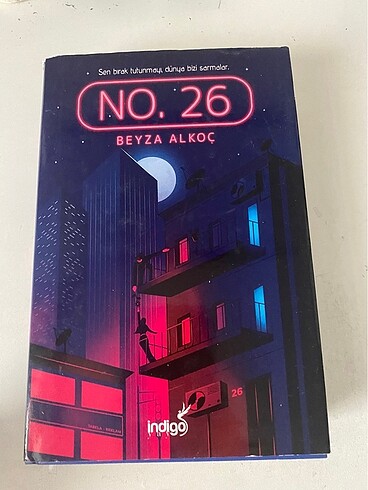 Sen bırak tutunmayı, dünya bizi sarmalar.
NO. 26
BEYZA ALKOÇ
26
indigo